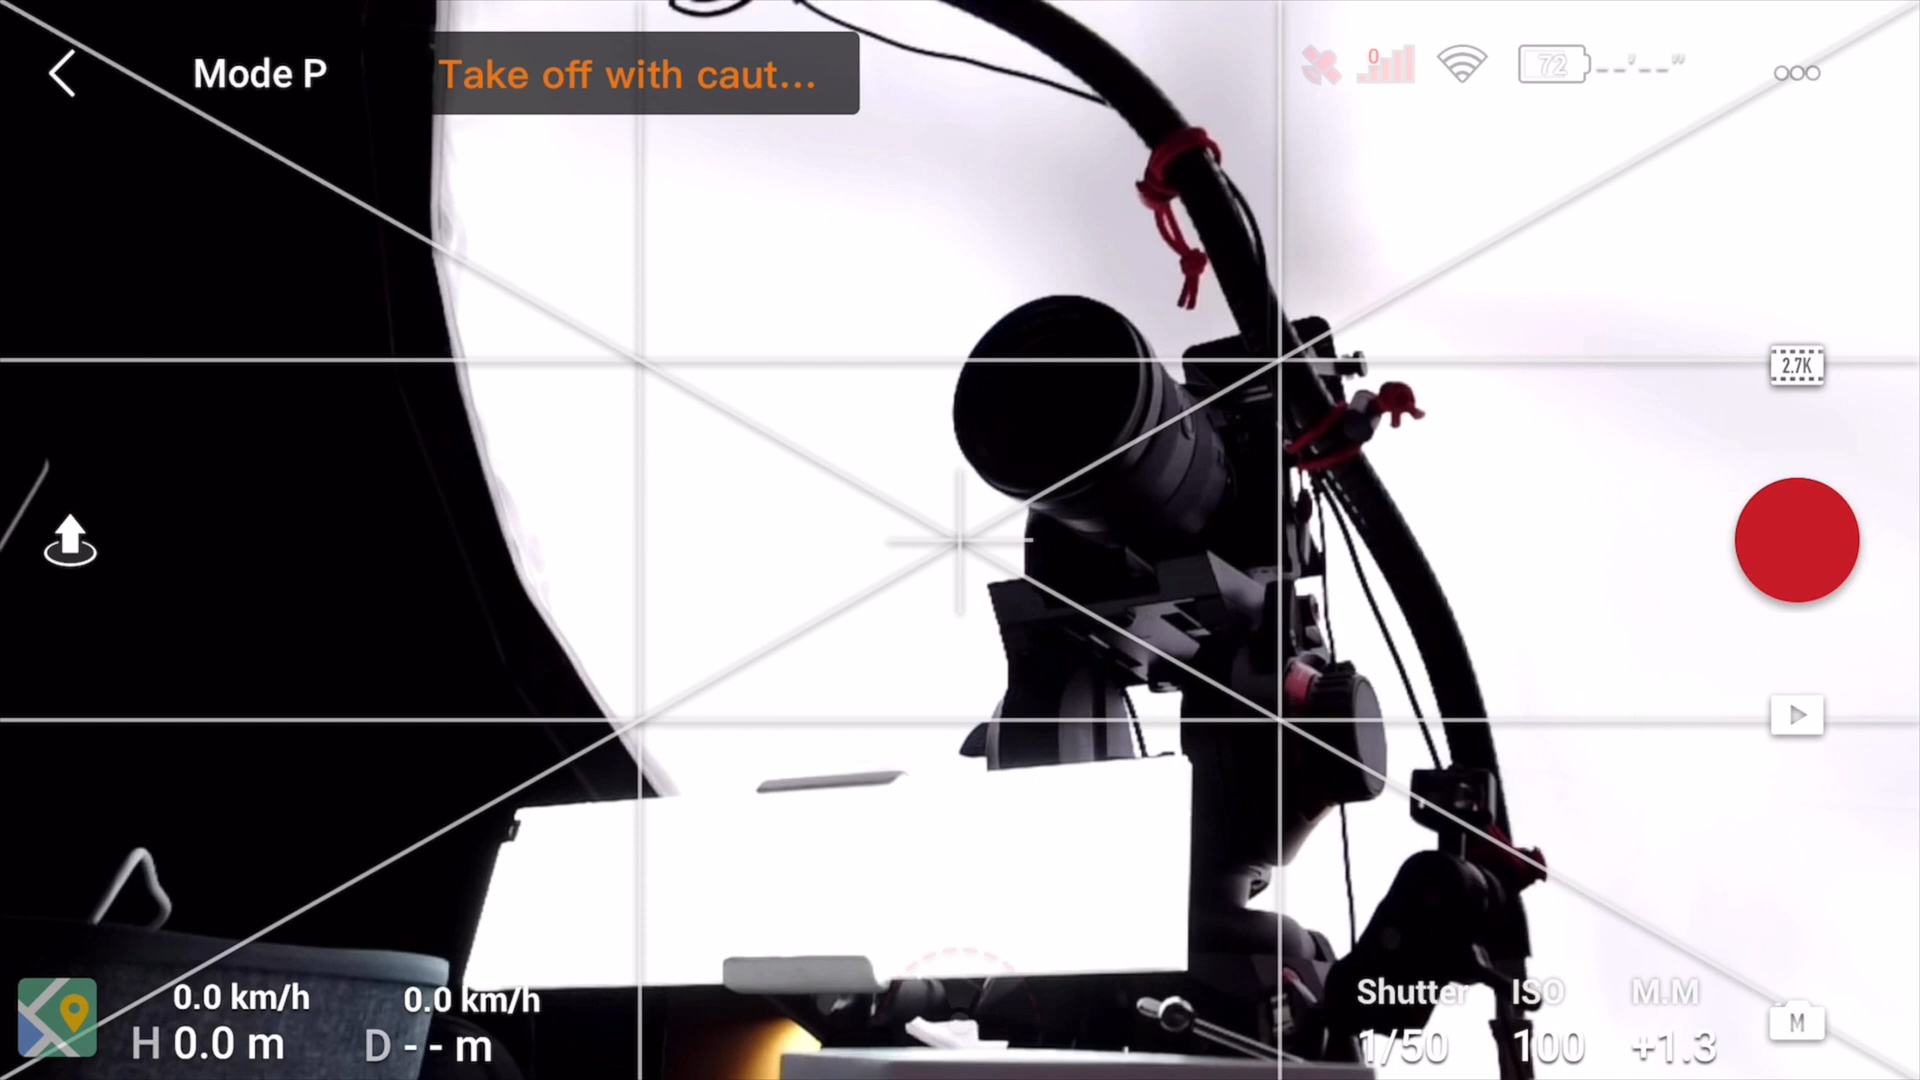 Mode P
Take off with caut...
0
72
--'--"
2.7K
0.0 km/h
0.0 km/h
H 0.0 m
D -- m
Shutter
ISO
M.M
1/50
100
+1.3
M